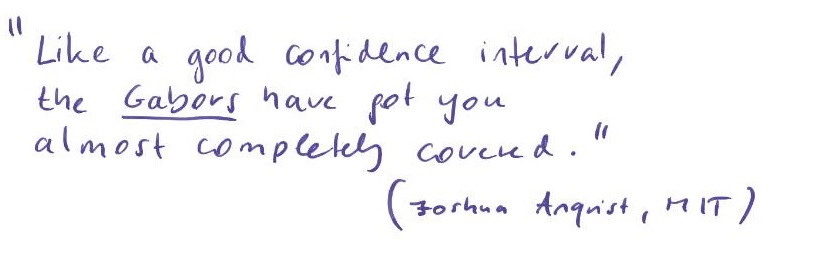 "Like a good confidence interval,
the Gabors have got you
almost completely covered."
(Joshua Angrist, MIT)